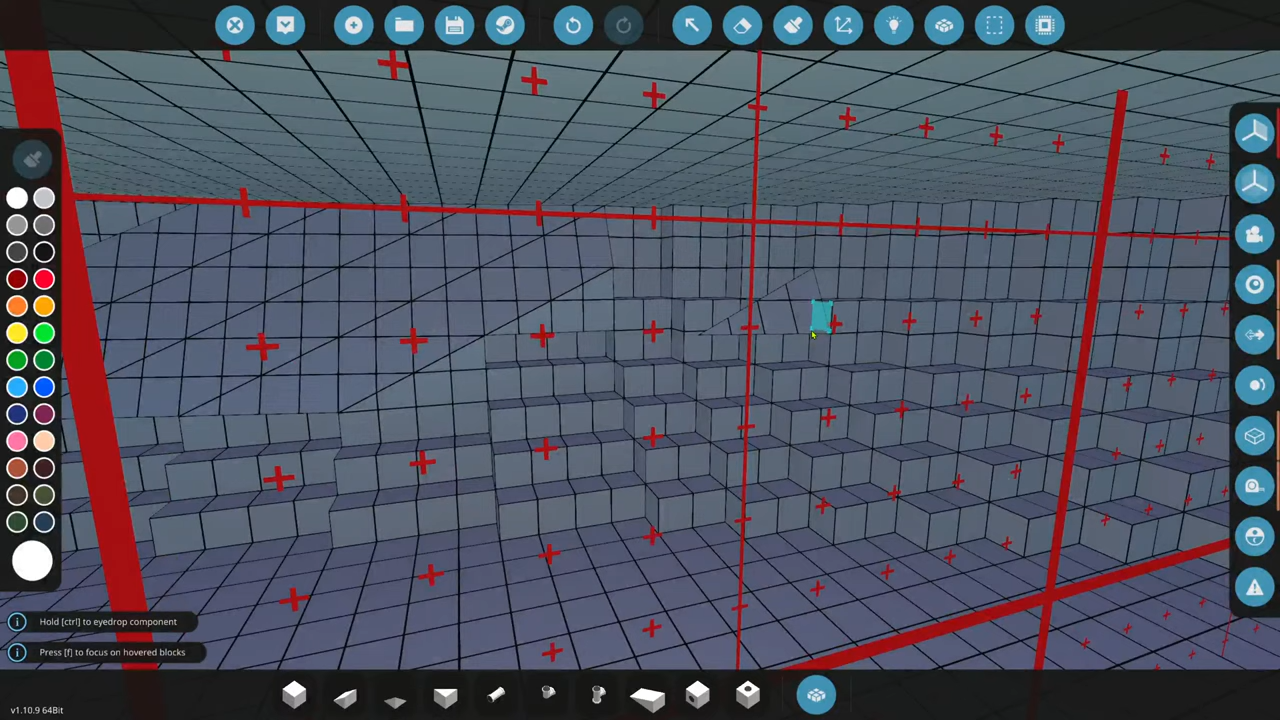 Hold [ctrl] to eyedrop component
Press [f] to focus on hovered blocks
v1.10.9 64Bit